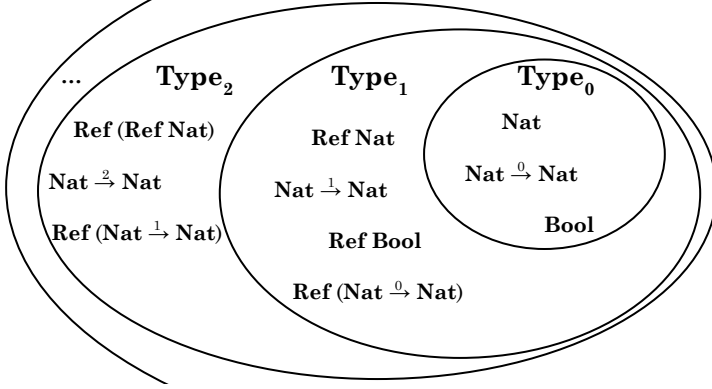 ... Type₂ Type₁ Type₀
Ref (Ref Nat) Ref Nat Nat
Nat →² Nat Nat →¹ Nat Nat →⁰ Nat
Ref (Nat →¹ Nat) Ref Bool Bool
Ref (Nat →⁰ Nat)